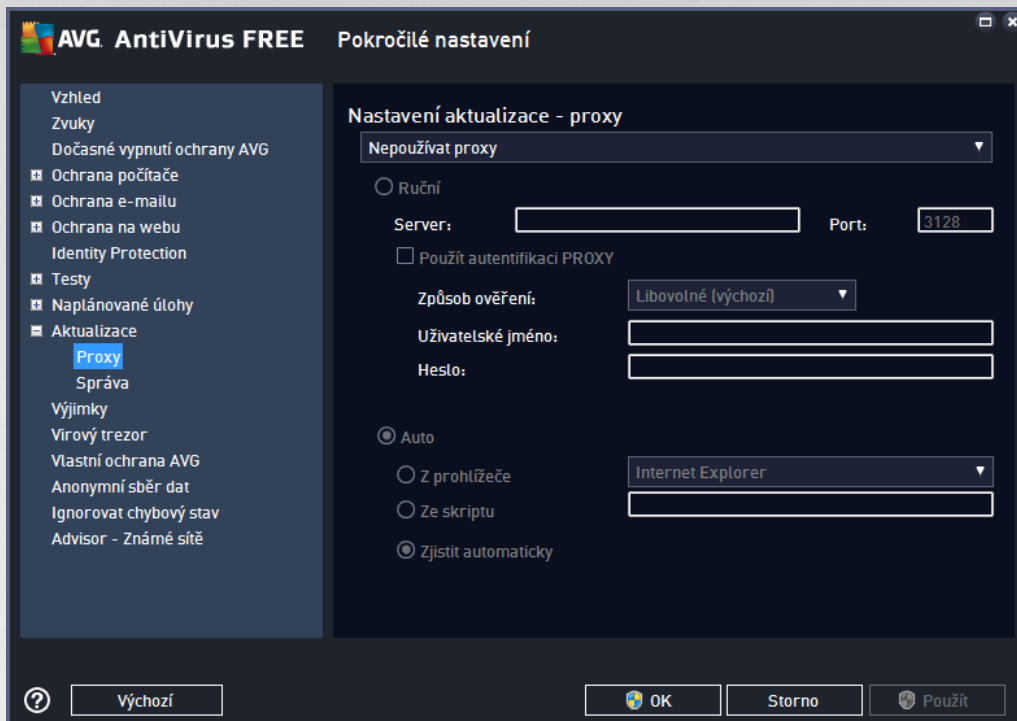 AVG AntiVirus FREE Pokročilé nastavení
Vzhled
Zvuky
Dočasné vypnutí ochrany AVG
Ochrana počítače
Ochrana e-mailu
Ochrana na webu
Identity Protection
Testy
Naplánované úlohy
Aktualizace
Proxy
Správa
Výjimky
Virový trezor
Vlastní ochrana AVG
Anonymní sběr dat
Ignorovat chybový stav
Advisor - Známé sítě
Nastavení aktualizace - proxy
Nepoužívat proxy
Ruční
Server: Port: 3128
Použít autentifikaci PROXY
Způsob ověření: Libovolné (výchozí)
Uživatelské jméno:
Heslo:
Auto
Z prohlížeče Internet Explorer
Ze skriptu
Zjistit automaticky
? Výchozí OK Storno Použít